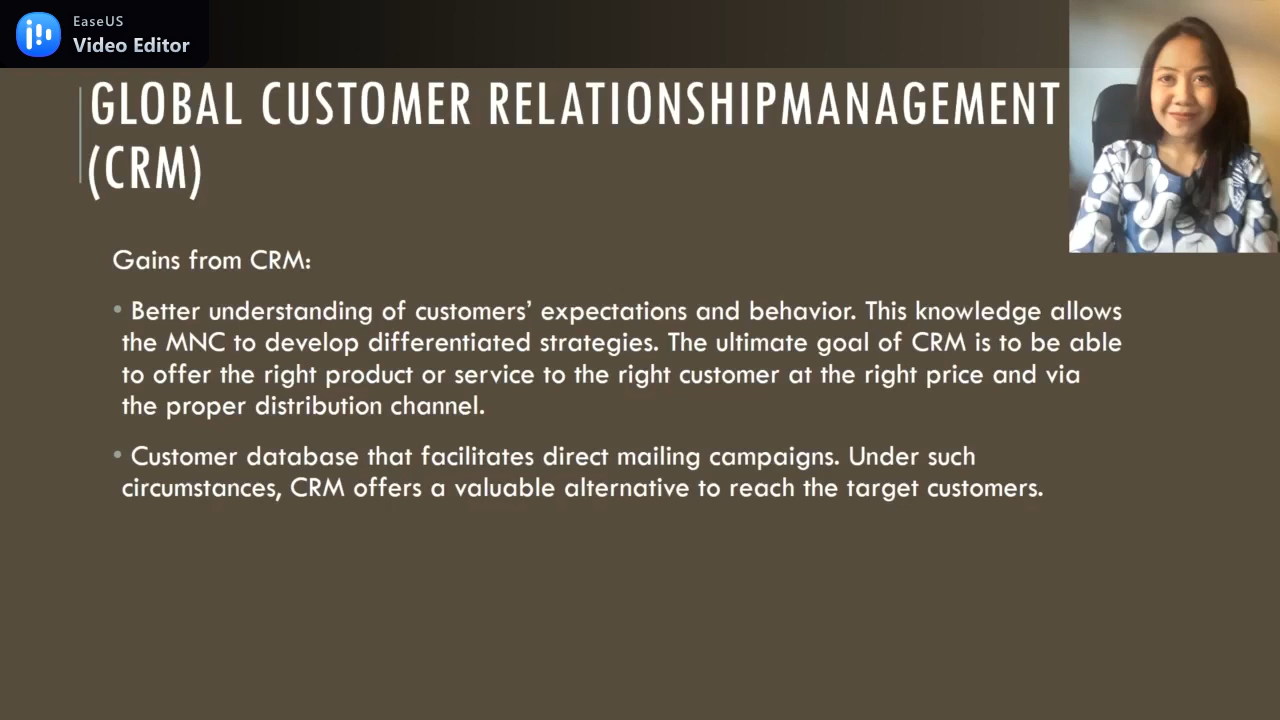 EaseUS
Video Editor
GLOBAL CUSTOMER RELATIONSHIPMANAGEMENT
(CRM)
Gains from CRM:
• Better understanding of customers’ expectations and behavior. This knowledge allows
the MNC to develop differentiated strategies. The ultimate goal of CRM is to be able
to offer the right product or service to the right customer at the right price and via
the proper distribution channel.
• Customer database that facilitates direct mailing campaigns. Under such
circumstances, CRM offers a valuable alternative to reach the target customers.